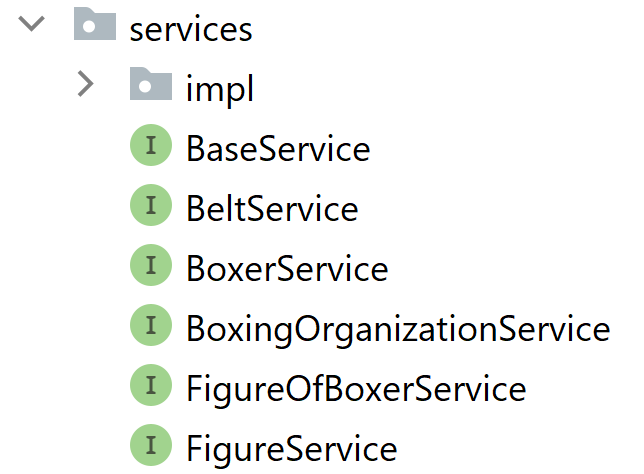 services
impl
I BaseService
I BeltService
I BoxerService
I BoxingOrganizationService
I FigureOfBoxerService
I FigureService